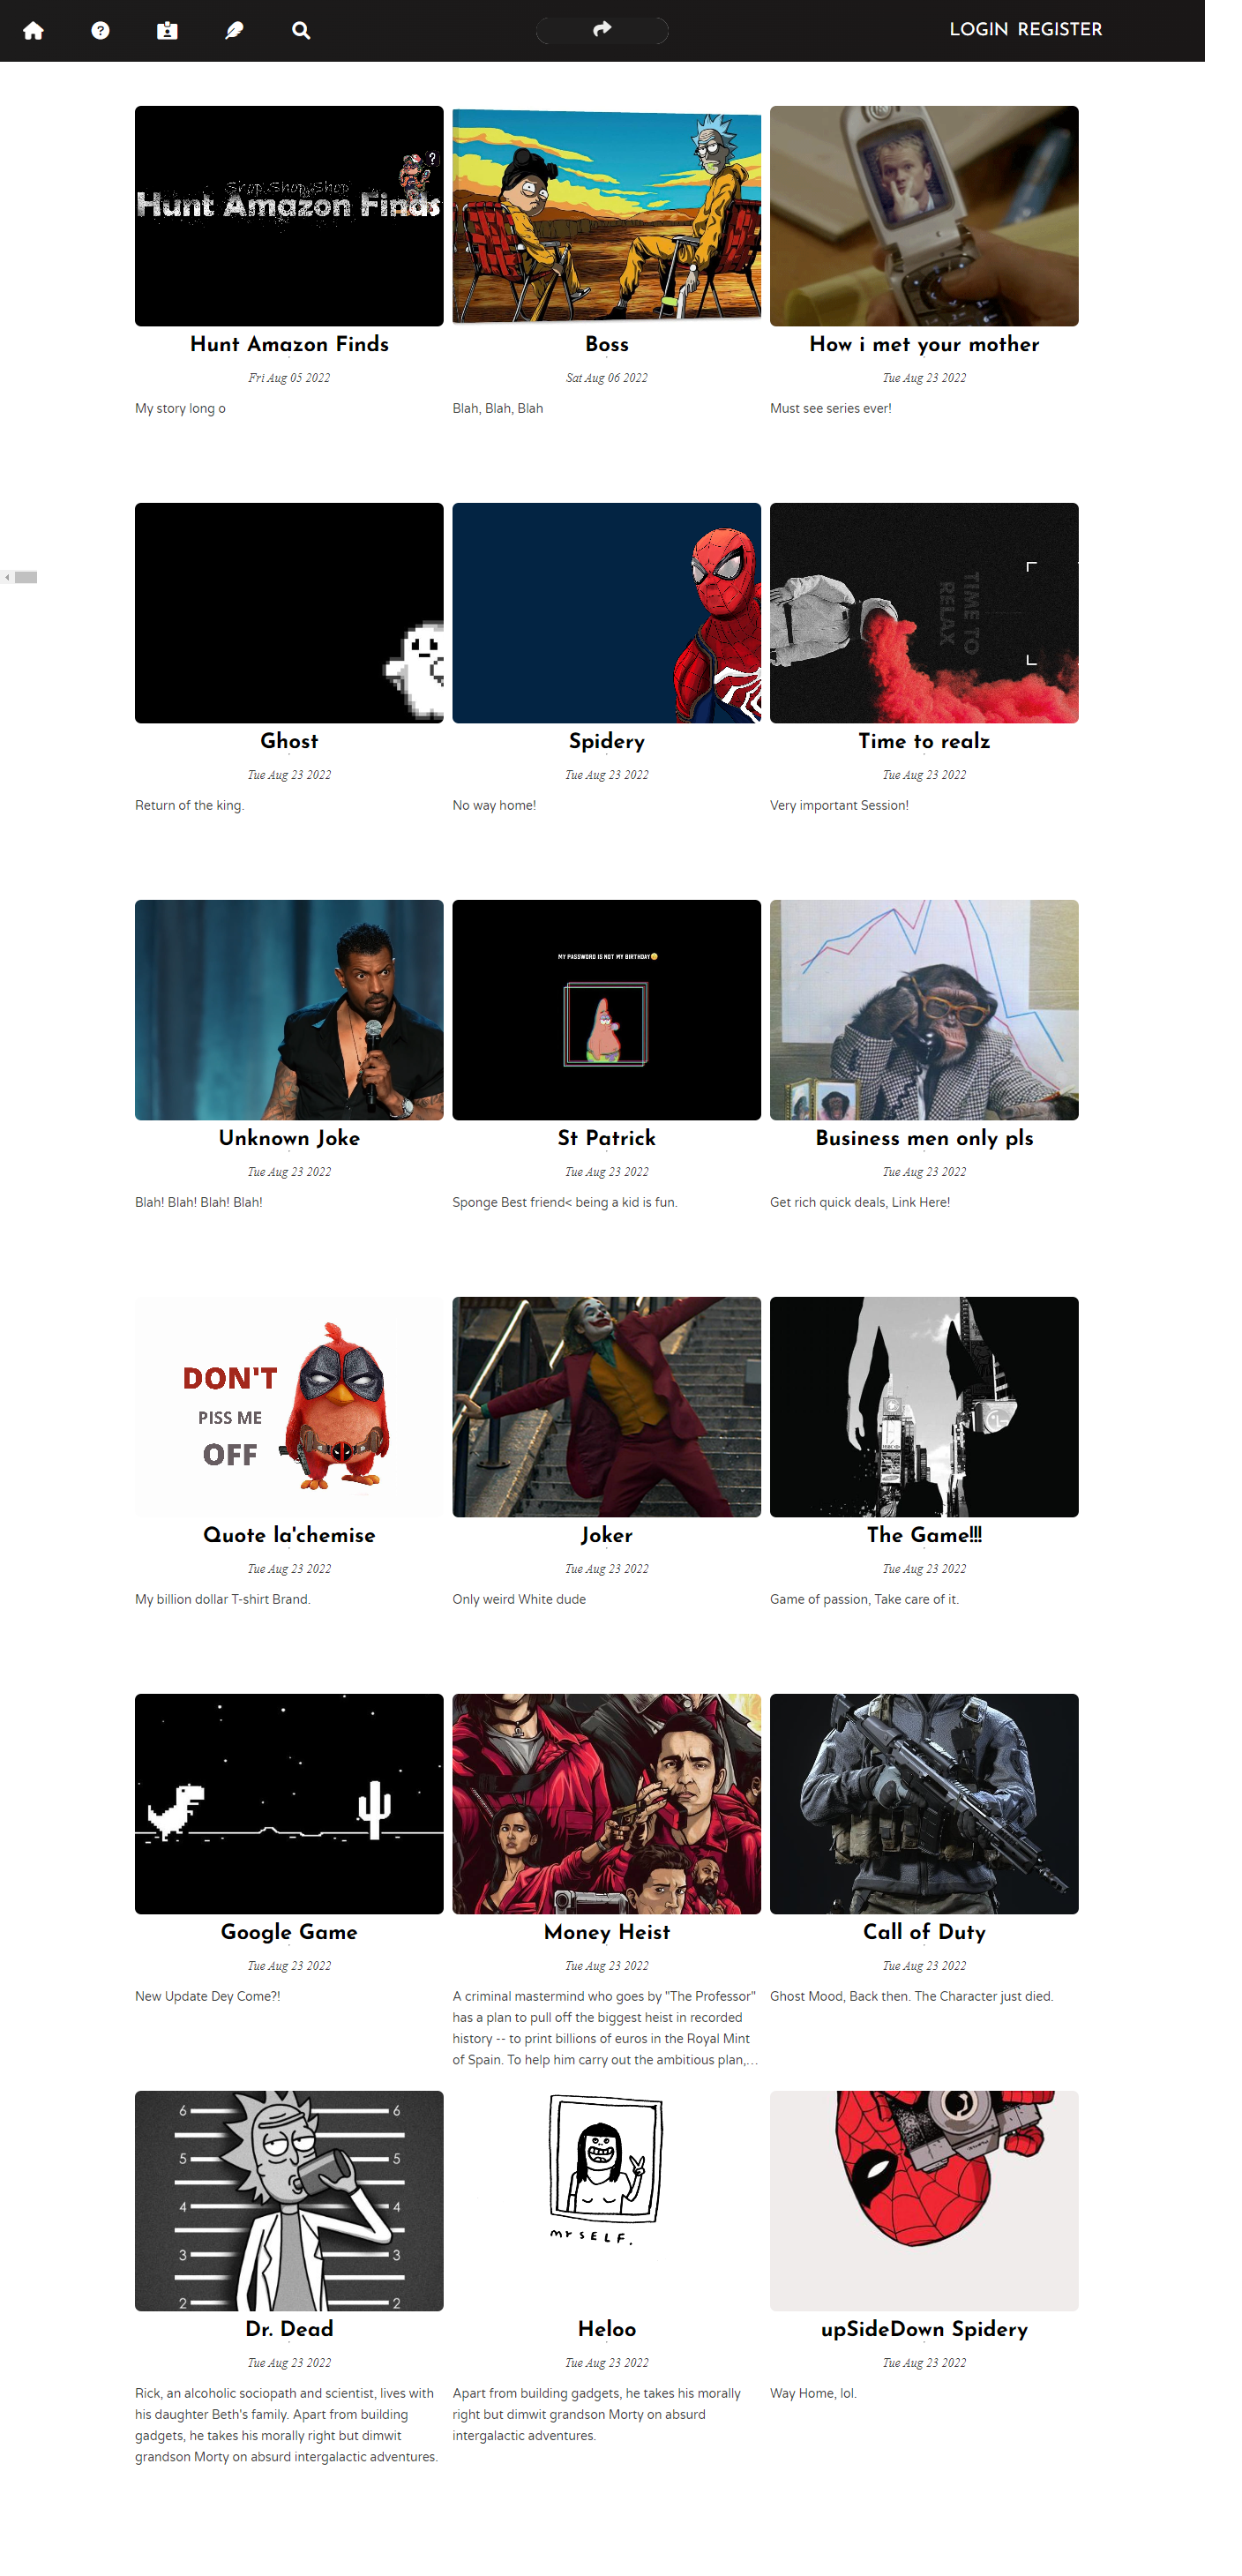 LOGIN REGISTER
Skop,Shop,Shop
Hunt Amazon Finds
Hunt Amazon Finds
Boss
How i met your mother
Fri Aug 05 2022
Sat Aug 06 2022
Tue Aug 23 2022
My story long o
Blah, Blah, Blah
Must see series ever!
TIME TO
RELAX
Ghost
Spidery
Time to realz
Tue Aug 23 2022
Tue Aug 23 2022
Tue Aug 23 2022
Return of the king.
No way home!
Very important Session!
MY PASSWORD IS NOT MY BIRTHDAY
Unknown Joke
St Patrick
Business men only pls
Tue Aug 23 2022
Tue Aug 23 2022
Tue Aug 23 2022
Blah! Blah! Blah! Blah!
Sponge Best friend< being a kid is fun.
Get rich quick deals, Link Here!
DON'T
PISS ME
OFF
Quote la'chemise
Joker
The Game!!!
Tue Aug 23 2022
Tue Aug 23 2022
Tue Aug 23 2022
My billion dollar T-shirt Brand.
Only weird White dude
Game of passion, Take care of it.
Google Game
Money Heist
Call of Duty
Tue Aug 23 2022
Tue Aug 23 2022
Tue Aug 23 2022
New Update Dey Come?!
A criminal mastermind who goes by "The Professor"
has a plan to pull off the biggest heist in recorded
history -- to print billions of euros in the Royal Mint
of Spain. To help him carry out the ambitious plan,...
Ghost Mood, Back then. The Character just died.
6 6
5 5
4 4
3 3
2 2
MYSELF.
Dr. Dead
Heloo
upSideDown Spidery
Tue Aug 23 2022
Tue Aug 23 2022
Tue Aug 23 2022
Rick, an alcoholic sociopath and scientist, lives with
his daughter Beth's family. Apart from building
gadgets, he takes his morally right but dimwit
grandson Morty on absurd intergalactic adventures.
Apart from building gadgets, he takes his morally
right but dimwit grandson Morty on absurd
intergalactic adventures.
Way Home, lol.